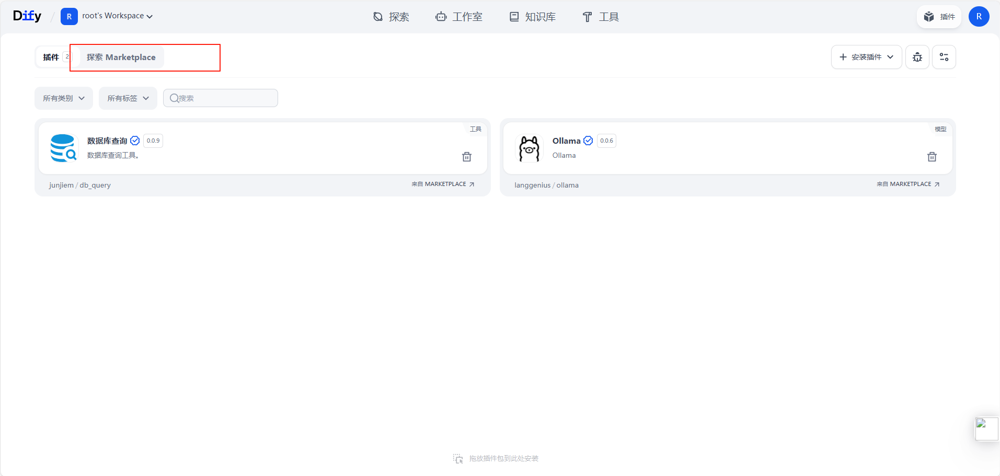 Dify / R root's Workspace 探索 工作室 知识库 工具 插件 R
插件 2 探索 Marketplace 安装插件
所有类别 所有标签 搜索
工具
数据库查询 0.0.9
数据库查询工具。
junjiem / db_query 来自 MARKETPLACE
模型
Ollama 0.0.6
Ollama
langgenius / ollama 来自 MARKETPLACE
拖放插件包到此处安装